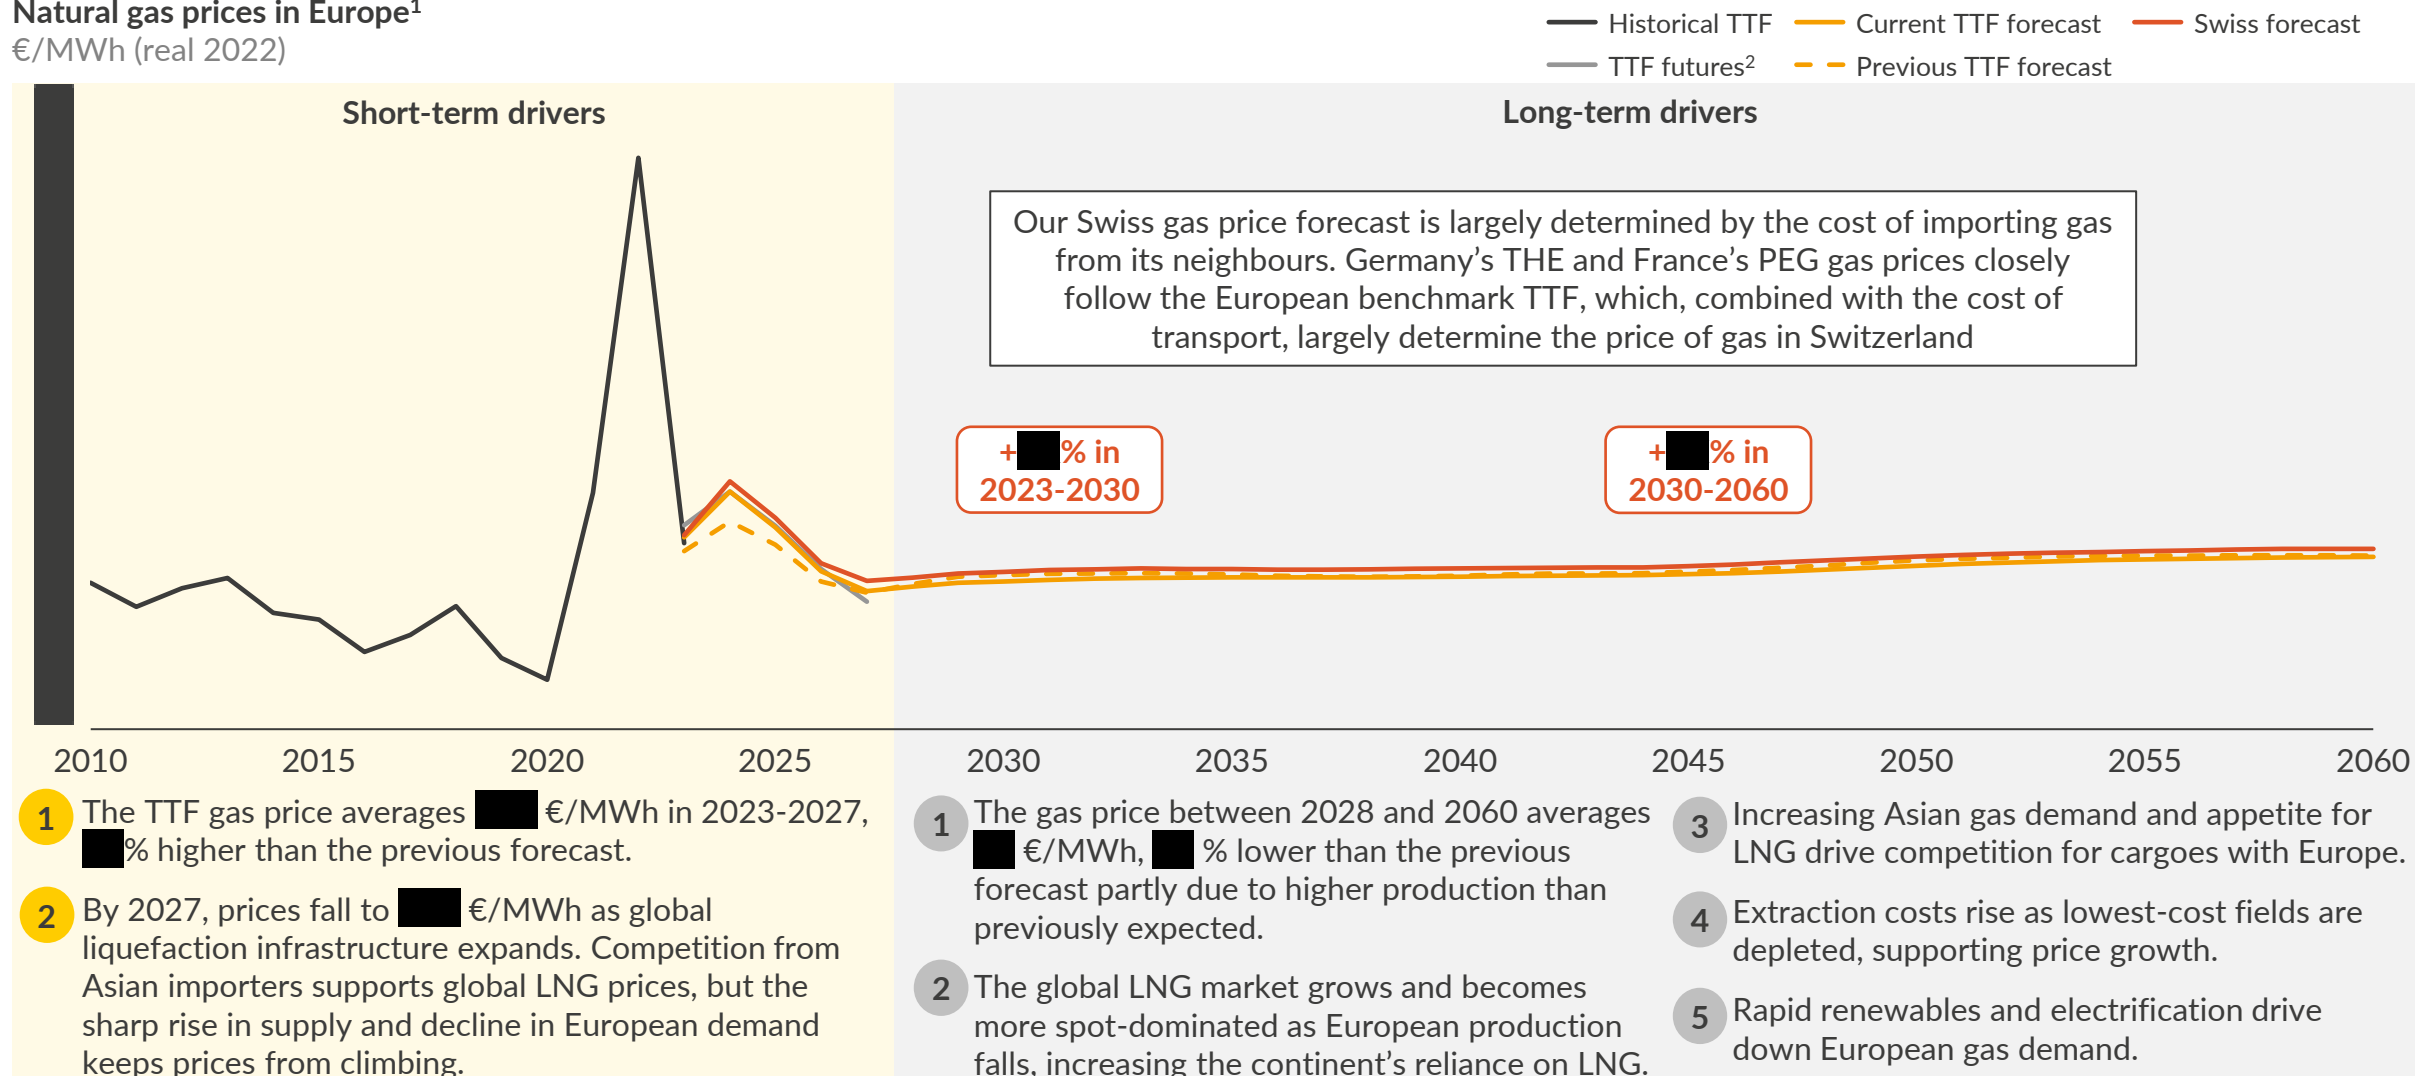 Natural gas prices in Europe¹
€/MWh (real 2022)
Historical TTF
Current TTF forecast
Swiss forecast
TTF futures²
Previous TTF forecast
Short-term drivers
Long-term drivers
Our Swiss gas price forecast is largely determined by the cost of importing gas
from its neighbours. Germany’s THE and France’s PEG gas prices closely
follow the European benchmark TTF, which, combined with the cost of
transport, largely determine the price of gas in Switzerland
+ % in
2023-2030
+ % in
2030-2060
2010 2015 2020 2025 2030 2035 2040 2045 2050 2055 2060
1 The TTF gas price averages €/MWh in 2023-2027,
% higher than the previous forecast.
2 By 2027, prices fall to €/MWh as global
liquefaction infrastructure expands. Competition from
Asian importers supports global LNG prices, but the
sharp rise in supply and decline in European demand
keeps prices from climbing.
1 The gas price between 2028 and 2060 averages
€/MWh, % lower than the previous
forecast partly due to higher production than
previously expected.
2 The global LNG market grows and becomes
more spot-dominated as European production
falls, increasing the continent’s reliance on LNG.
3 Increasing Asian gas demand and appetite for
LNG drive competition for cargoes with Europe.
4 Extraction costs rise as lowest-cost fields are
depleted, supporting price growth.
5 Rapid renewables and electrification drive
down European gas demand.